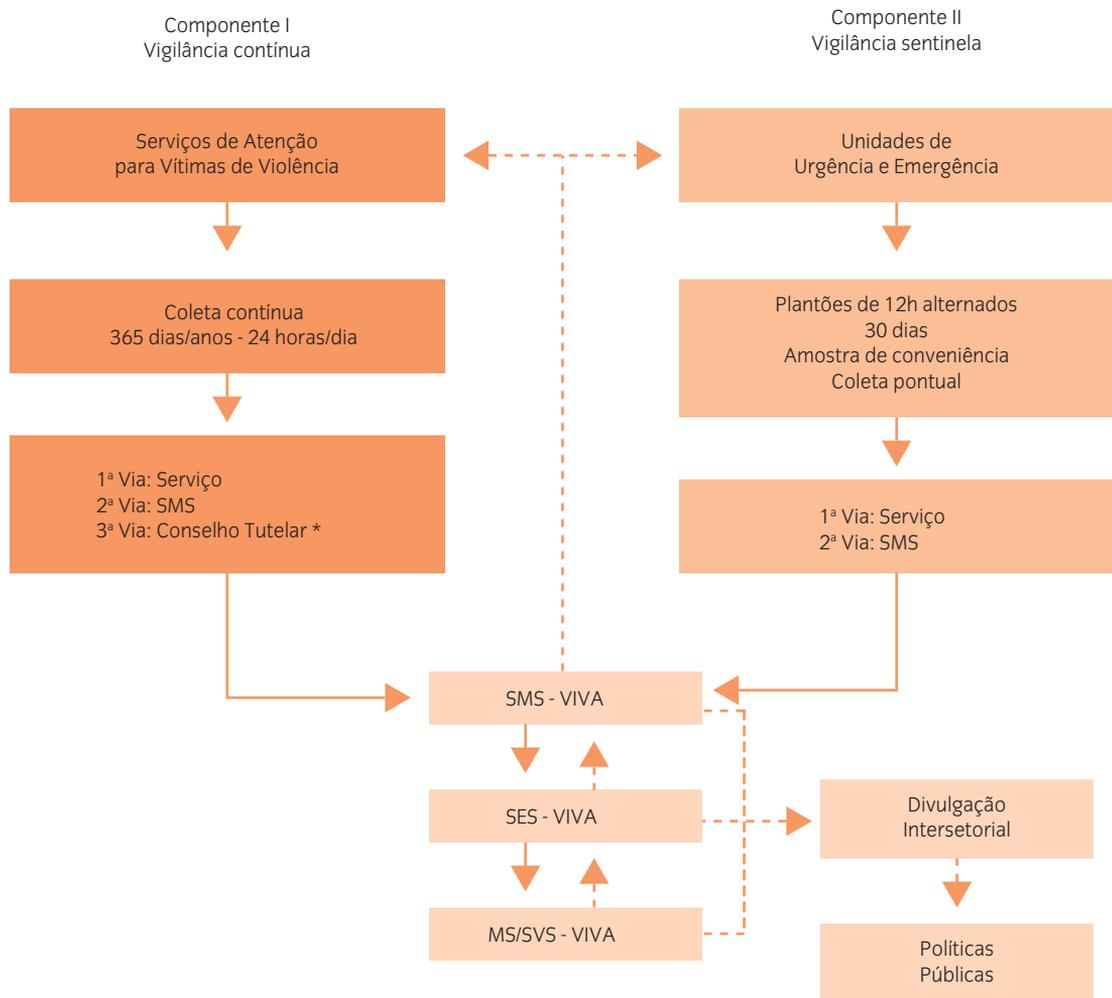 Componente I
Vigilância contínua
Componente II
Vigilância sentinela
Serviços de Atenção
para Vítimas de Violência
Unidades de
Urgência e Emergência
Coleta contínua
365 dias/anos - 24 horas/dia
Plantões de 12h alternados
30 dias
Amostra de conveniência
Coleta pontual
1ª Via: Serviço
2ª Via: SMS
3ª Via: Conselho Tutelar *
1ª Via: Serviço
2ª Via: SMS
SMS - VIVA
SES - VIVA
MS/SVS - VIVA
Divulgação
Intersetorial
Políticas
Públicas